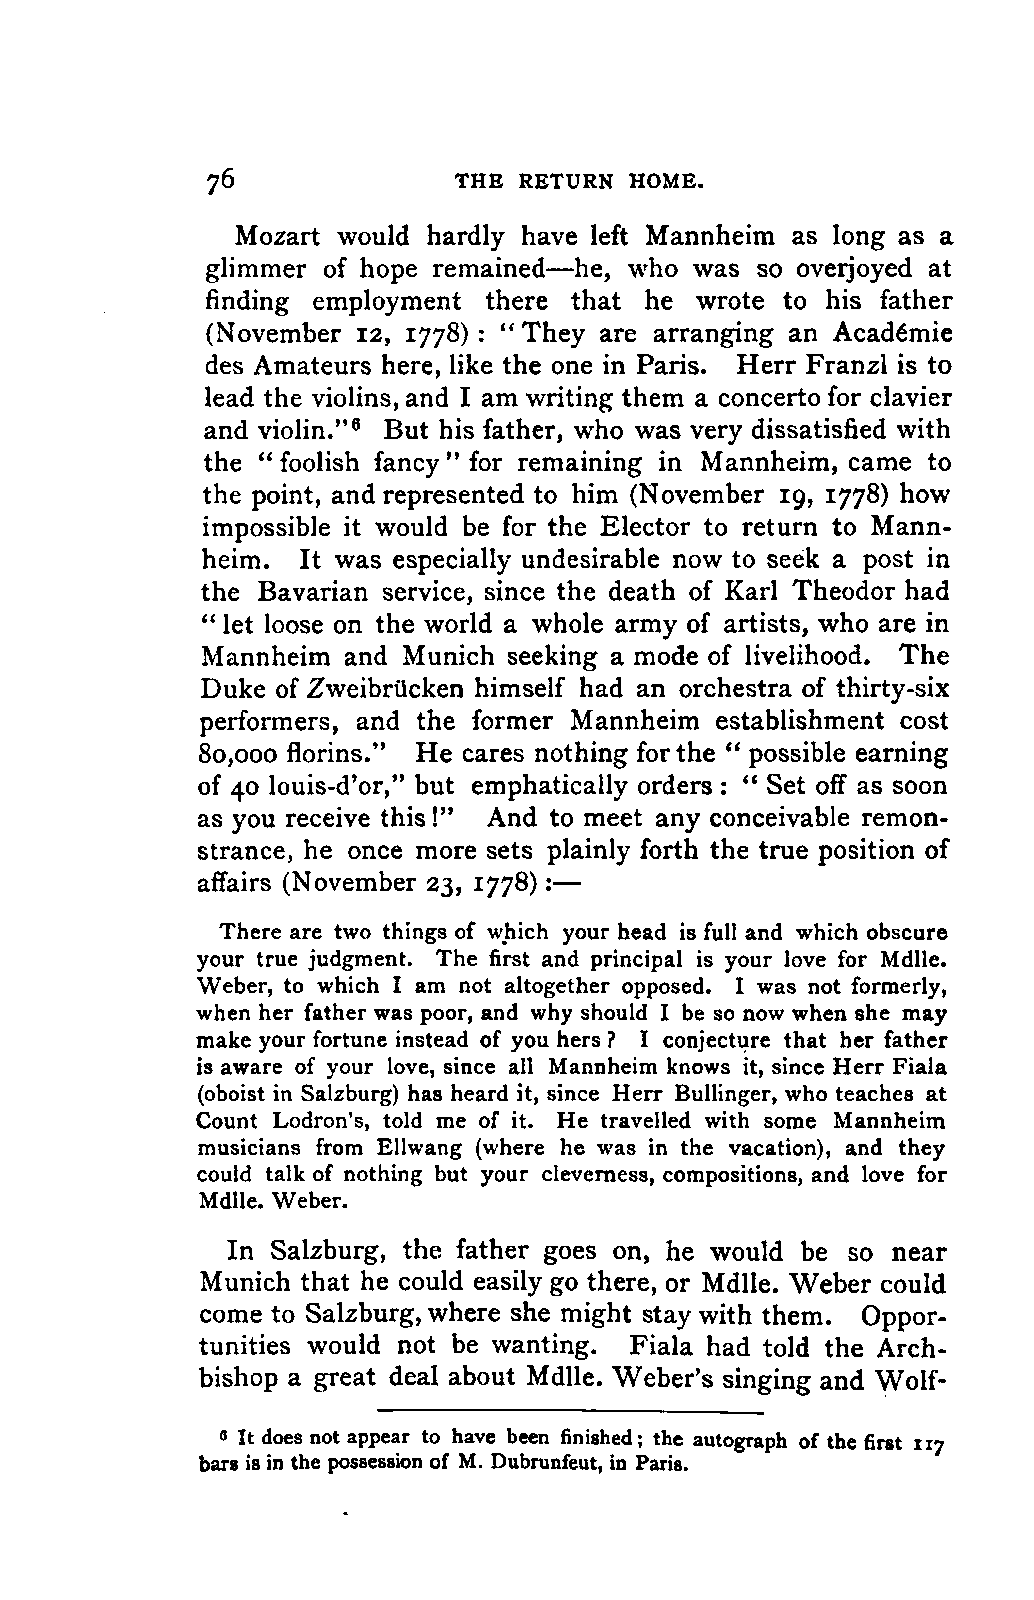 76 THE RETURN HOME.
Mozart would hardly have left Mannheim as long as a
glimmer of hope remained—he, who was so overjoyed at
finding employment there that he wrote to his father
(November 12, 1778) : “ They are arranging an Académie
des Amateurs here, like the one in Paris. Herr Franzl is to
lead the violins, and I am writing them a concerto for clavier
and violin.”⁶ But his father, who was very dissatisfied with
the “ foolish fancy ” for remaining in Mannheim, came to
the point, and represented to him (November 19, 1778) how
impossible it would be for the Elector to return to Mann-
heim. It was especially undesirable now to seek a post in
the Bavarian service, since the death of Karl Theodor had
“ let loose on the world a whole army of artists, who are in
Mannheim and Munich seeking a mode of livelihood. The
Duke of Zweibrücken himself had an orchestra of thirty-six
performers, and the former Mannheim establishment cost
80,000 florins.” He cares nothing for the “ possible earning
of 40 louis-d’or,” but emphatically orders : “ Set off as soon
as you receive this !” And to meet any conceivable remon-
strance, he once more sets plainly forth the true position of
affairs (November 23, 1778) :—
There are two things of which your head is full and which obscure
your true judgment. The first and principal is your love for Mdlle.
Weber, to which I am not altogether opposed. I was not formerly,
when her father was poor, and why should I be so now when she may
make your fortune instead of you hers ? I conjecture that her father
is aware of your love, since all Mannheim knows it, since Herr Fiala
(oboist in Salzburg) has heard it, since Herr Bullinger, who teaches at
Count Lodron’s, told me of it. He travelled with some Mannheim
musicians from Ellwang (where he was in the vacation), and they
could talk of nothing but your cleverness, compositions, and love for
Mdlle. Weber.
In Salzburg, the father goes on, he would be so near
Munich that he could easily go there, or Mdlle. Weber could
come to Salzburg, where she might stay with them. Oppor-
tunities would not be wanting. Fiala had told the Arch-
bishop a great deal about Mdlle. Weber’s singing and Wolf-
⁶ It does not appear to have been finished ; the autograph of the first 117
bars is in the possession of M. Dubrunfeut, in Paris.